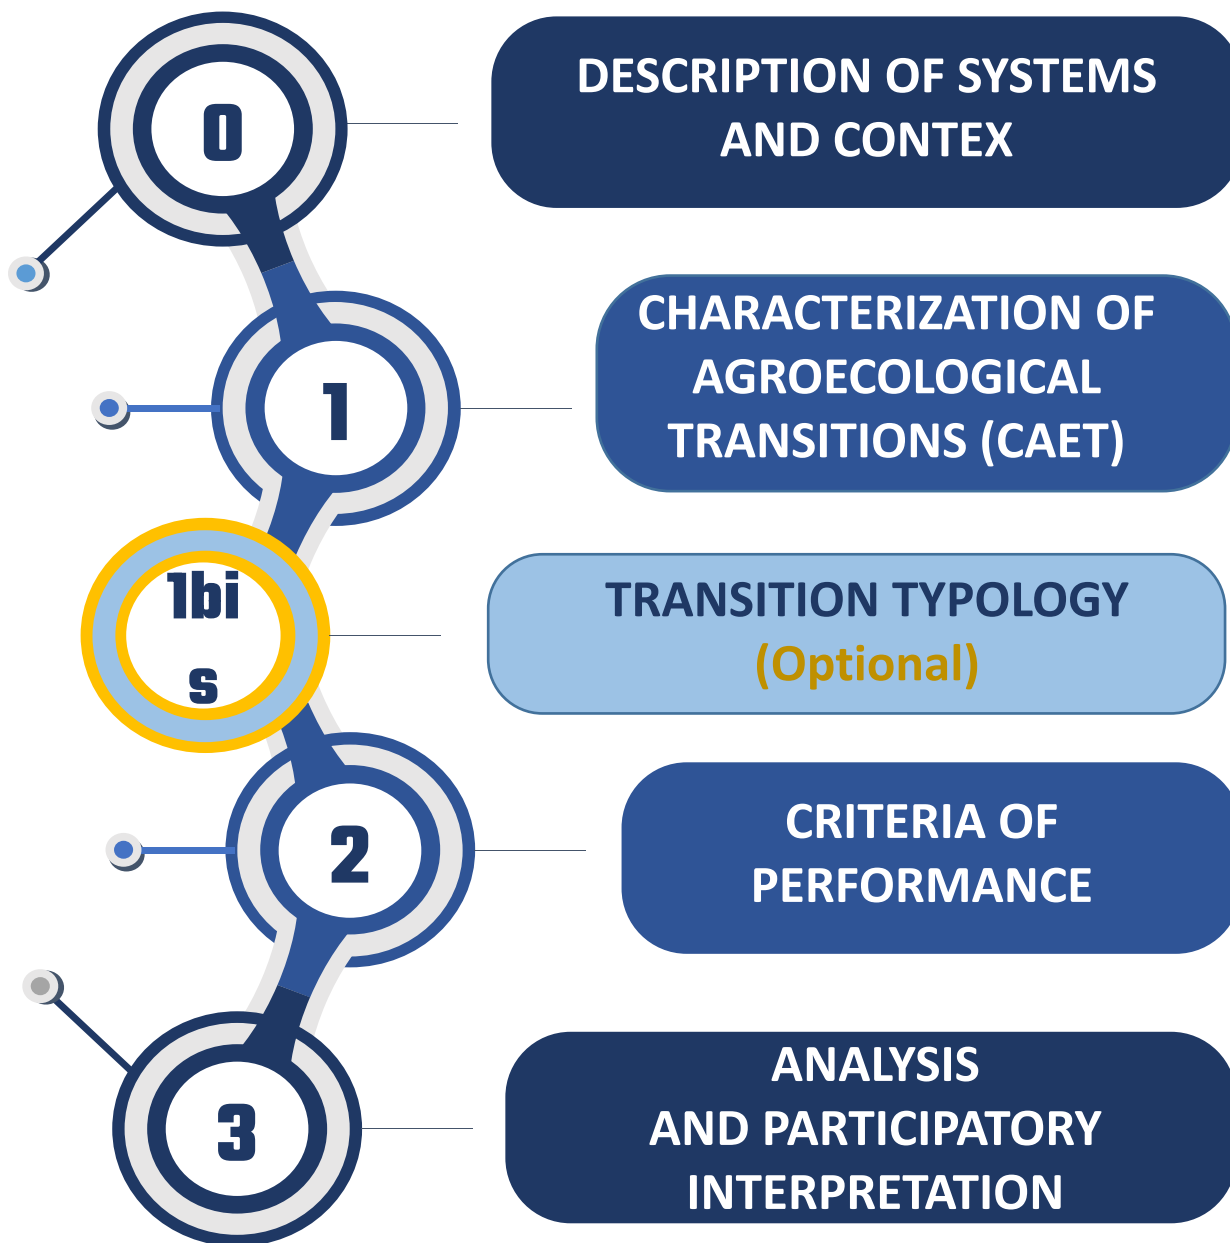 0
DESCRIPTION OF SYSTEMS
AND CONTEX
1
CHARACTERIZATION OF
AGROECOLOGICAL
TRANSITIONS (CAET)
1bi
s
TRANSITION TYPOLOGY
(Optional)
2
CRITERIA OF
PERFORMANCE
3
ANALYSIS
AND PARTICIPATORY
INTERPRETATION